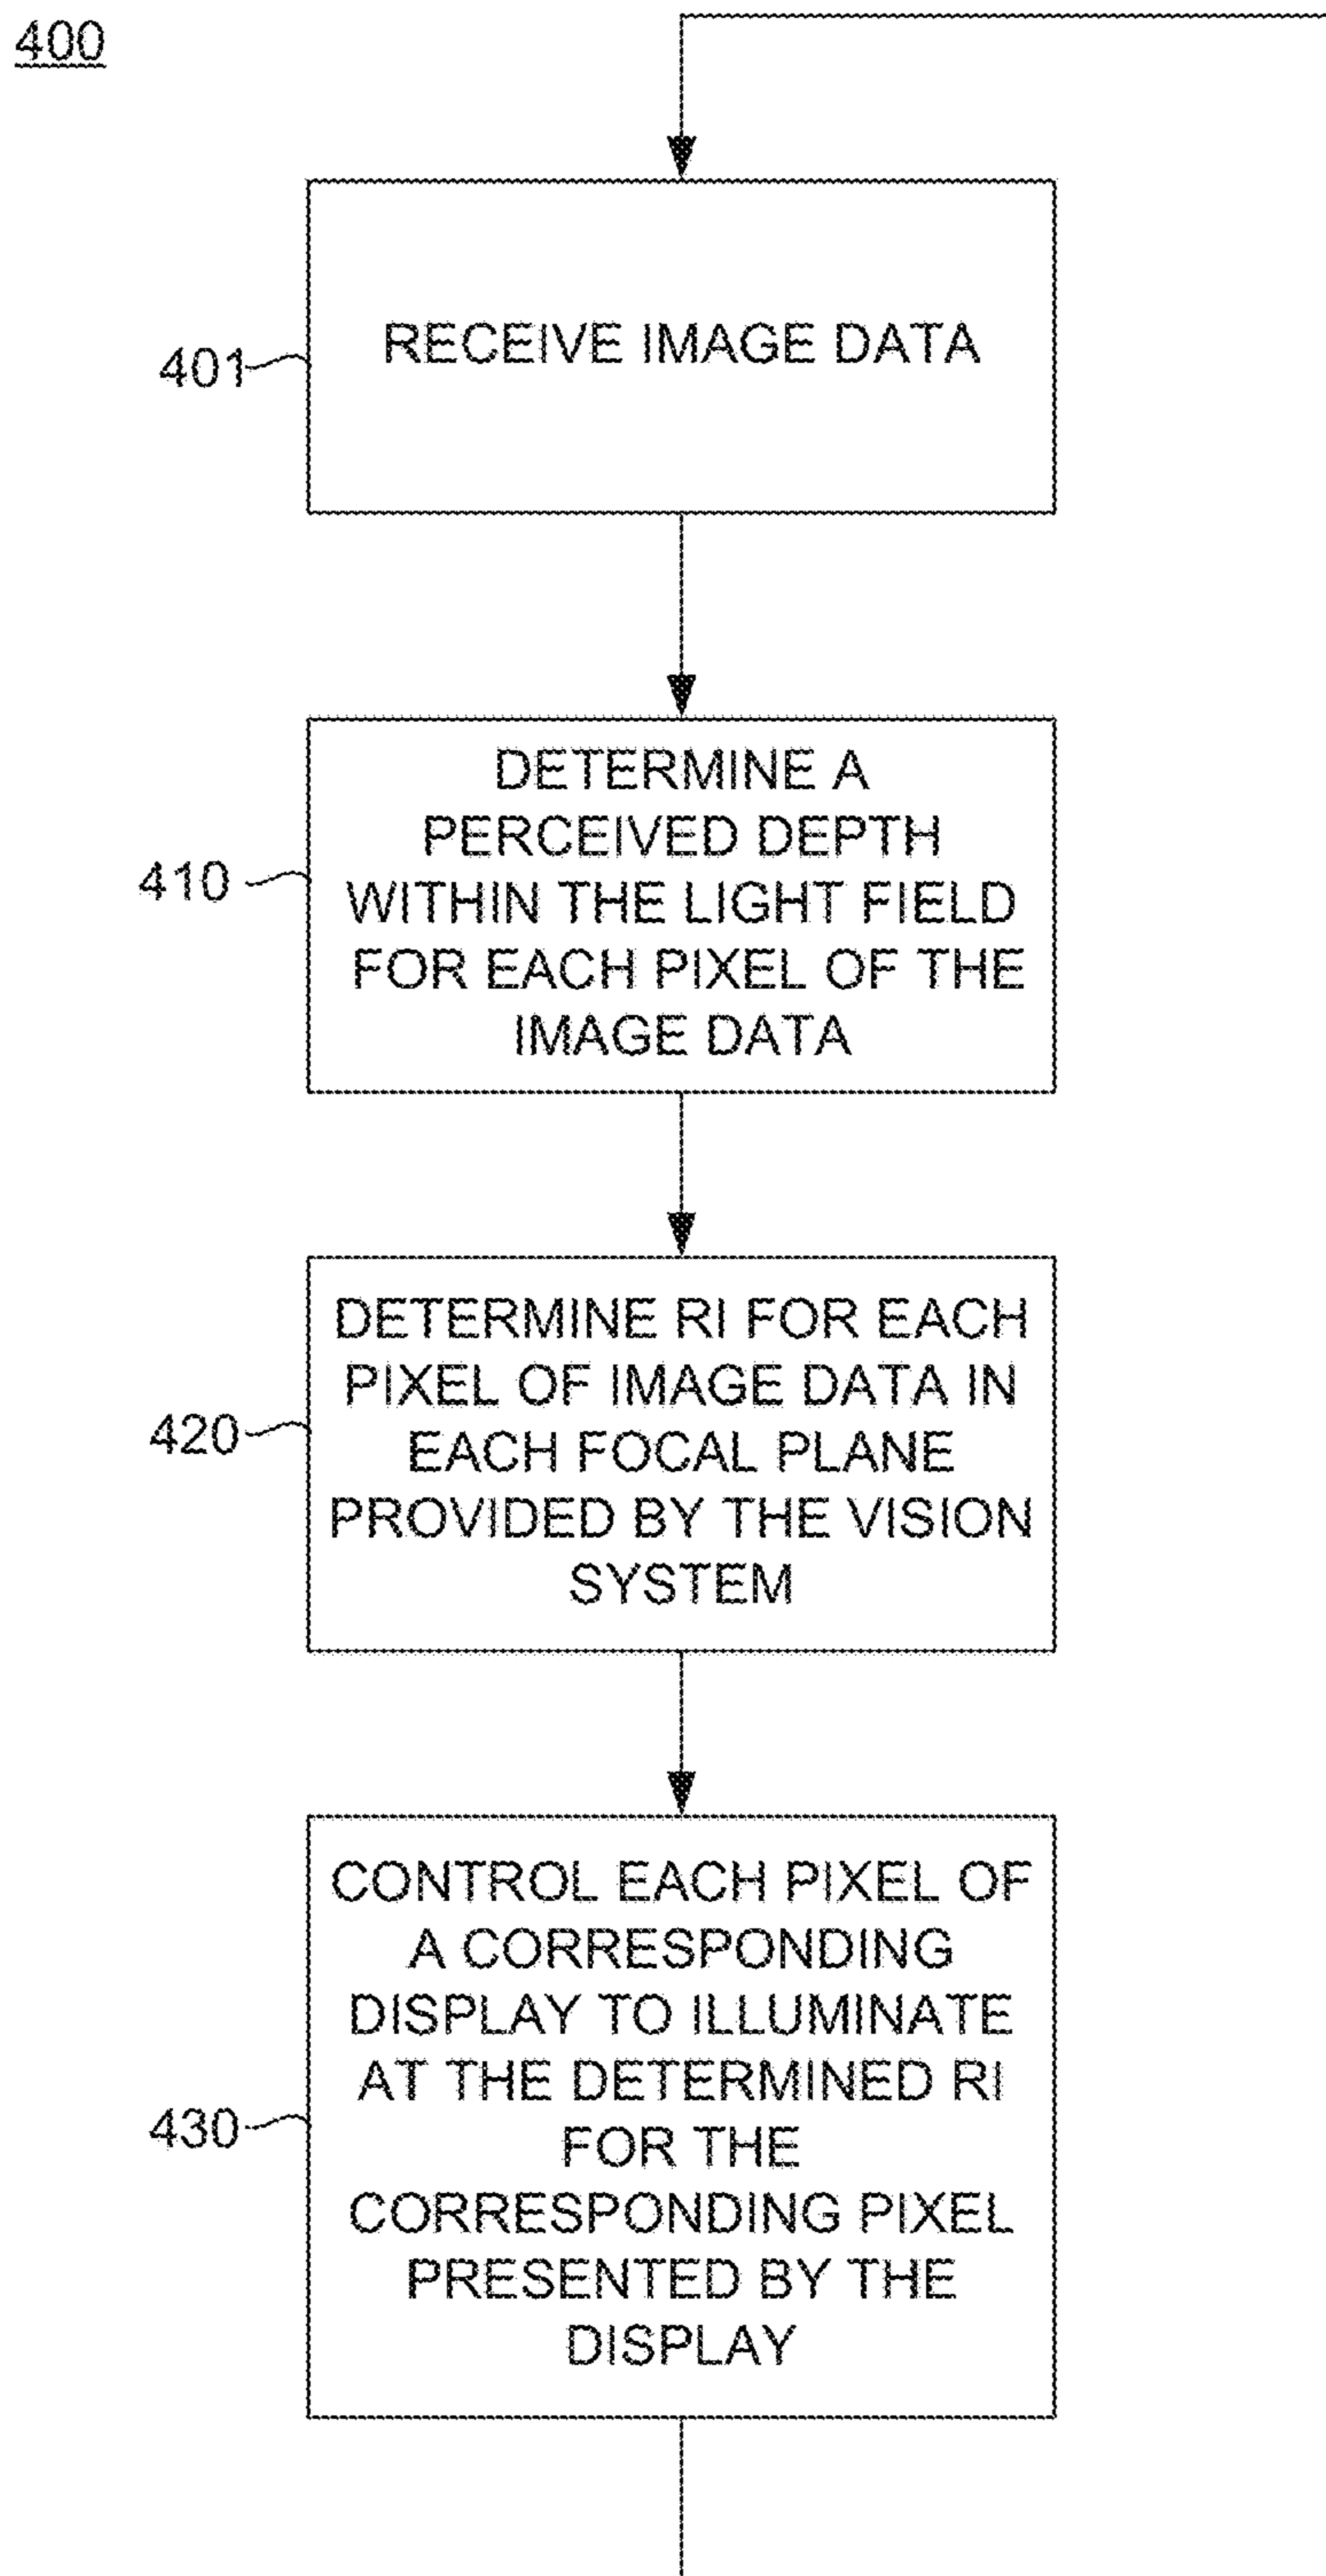 400
RECEIVE IMAGE DATA
401
DETERMINE A
PERCEIVED DEPTH
WITHIN THE LIGHT FIELD
FOR EACH PIXEL OF THE
IMAGE DATA
410
DETERMINE RI FOR EACH
PIXEL OF IMAGE DATA IN
EACH FOCAL PLANE
PROVIDED BY THE VISION
SYSTEM
420
CONTROL EACH PIXEL OF
A CORRESPONDING
DISPLAY TO ILLUMINATE
AT THE DETERMINED RI
FOR THE
CORRESPONDING PIXEL
PRESENTED BY THE
DISPLAY
430